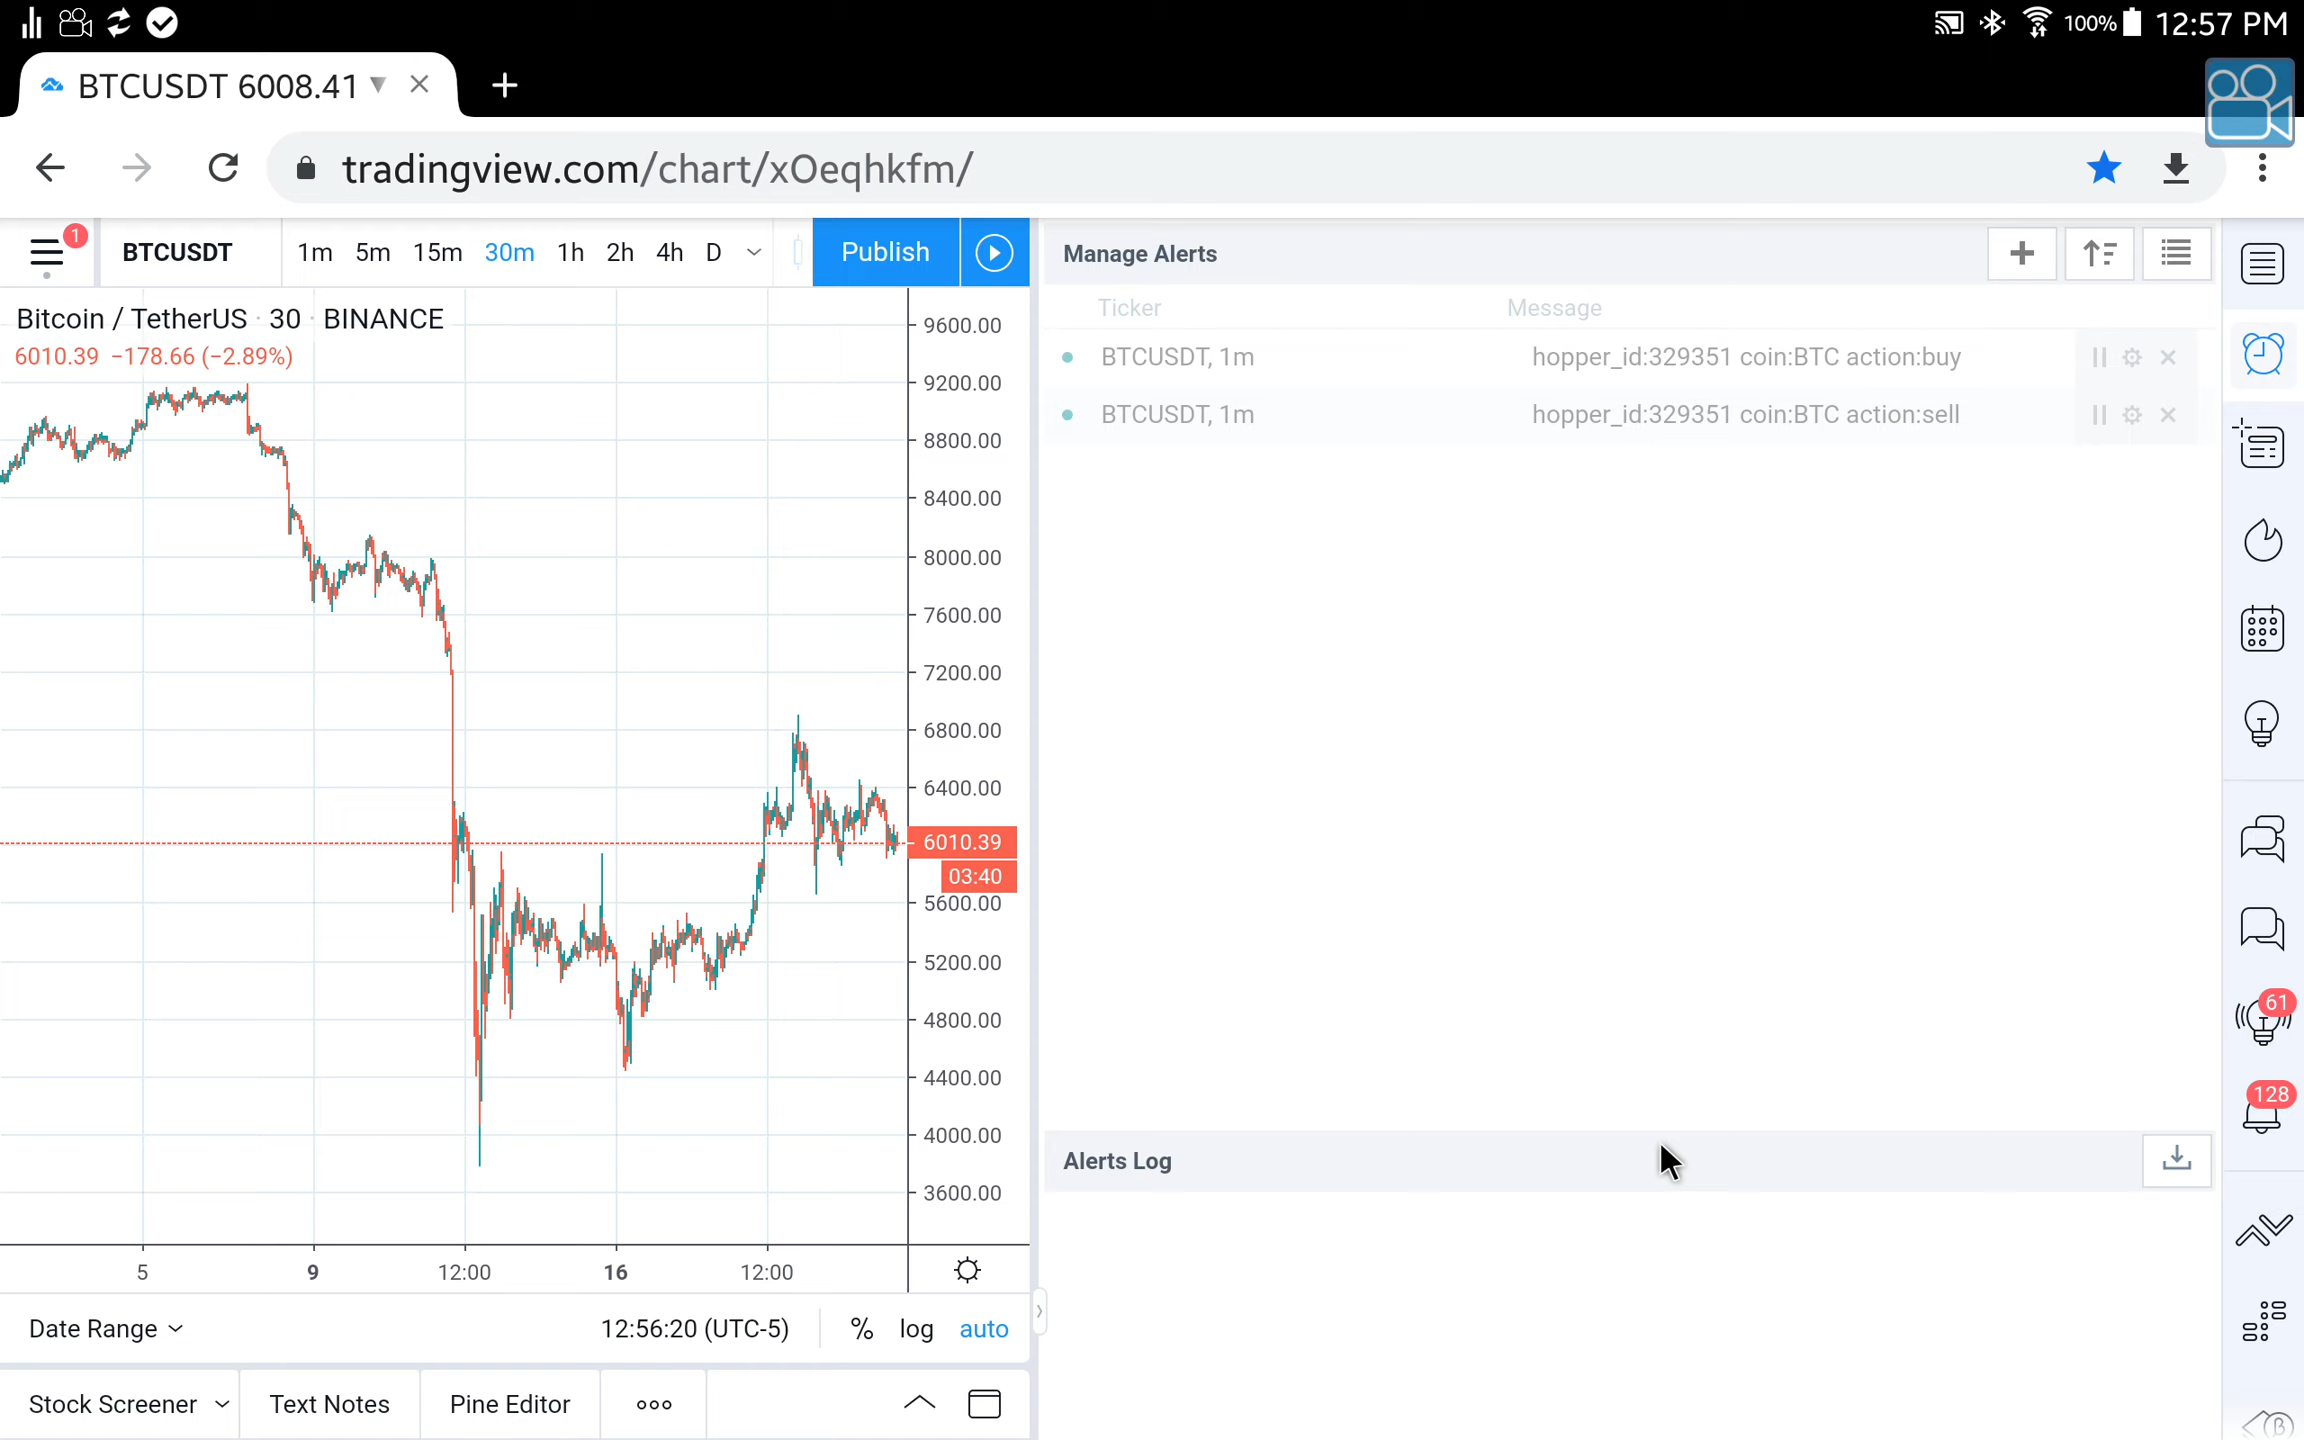 100% 12:57 PM
BTCUSDT 6008.41 ▼
tradingview.com/chart/xOeqhkfm/
1
BTCUSDT 1m 5m 15m 30m 1h 2h 4h D Publish
Bitcoin / TetherUS · 30 · BINANCE
6010.39 −178.66 (−2.89%)
9600.00
9200.00
8800.00
8400.00
8000.00
7600.00
7200.00
6800.00
6400.00
6010.39
03:40
5600.00
5200.00
4800.00
4400.00
4000.00
3600.00
5 9 12:00 16 12:00
Date Range 12:56:20 (UTC-5) % log auto
Stock Screener Text Notes Pine Editor
Manage Alerts
Ticker Message
BTCUSDT, 1m hopper_id:329351 coin:BTC action:buy
BTCUSDT, 1m hopper_id:329351 coin:BTC action:sell
Alerts Log
61
128
β